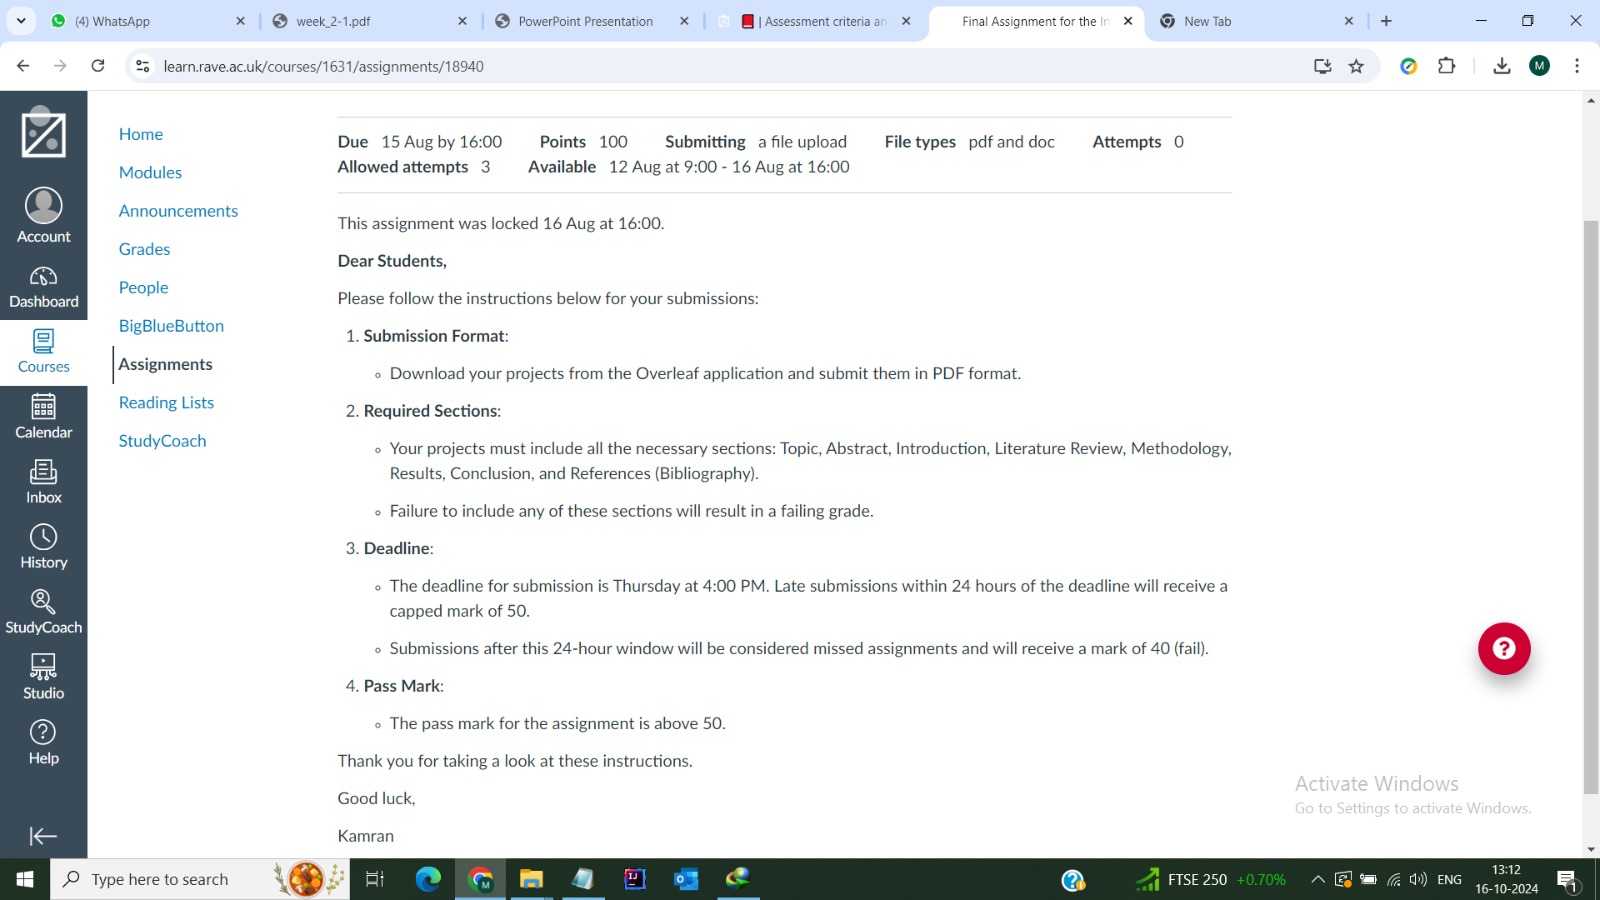 (4) WhatsApp
week_2-1.pdf
PowerPoint Presentation
| Assessment criteria an
Final Assignment for the In
New Tab
learn.rave.ac.uk/courses/1631/assignments/18940
M
Account
Dashboard
Courses
Calendar
Inbox
History
StudyCoach
Studio
Help
Home
Modules
Announcements
Grades
People
BigBlueButton
Assignments
Reading Lists
StudyCoach
Due 15 Aug by 16:00 Points 100 Submitting a file upload File types pdf and doc Attempts 0
Allowed attempts 3 Available 12 Aug at 9:00 - 16 Aug at 16:00
This assignment was locked 16 Aug at 16:00.
Dear Students,
Please follow the instructions below for your submissions:
1. Submission Format:
Download your projects from the Overleaf application and submit them in PDF format.
2. Required Sections:
Your projects must include all the necessary sections: Topic, Abstract, Introduction, Literature Review, Methodology,
Results, Conclusion, and References (Bibliography).
Failure to include any of these sections will result in a failing grade.
3. Deadline:
The deadline for submission is Thursday at 4:00 PM. Late submissions within 24 hours of the deadline will receive a
capped mark of 50.
Submissions after this 24-hour window will be considered missed assignments and will receive a mark of 40 (fail).
4. Pass Mark:
The pass mark for the assignment is above 50.
Thank you for taking a look at these instructions.
Good luck,
Kamran
Activate Windows
Go to Settings to activate Windows.
Type here to search
FTSE 250 +0.70%
ENG
13:12
16-10-2024
1